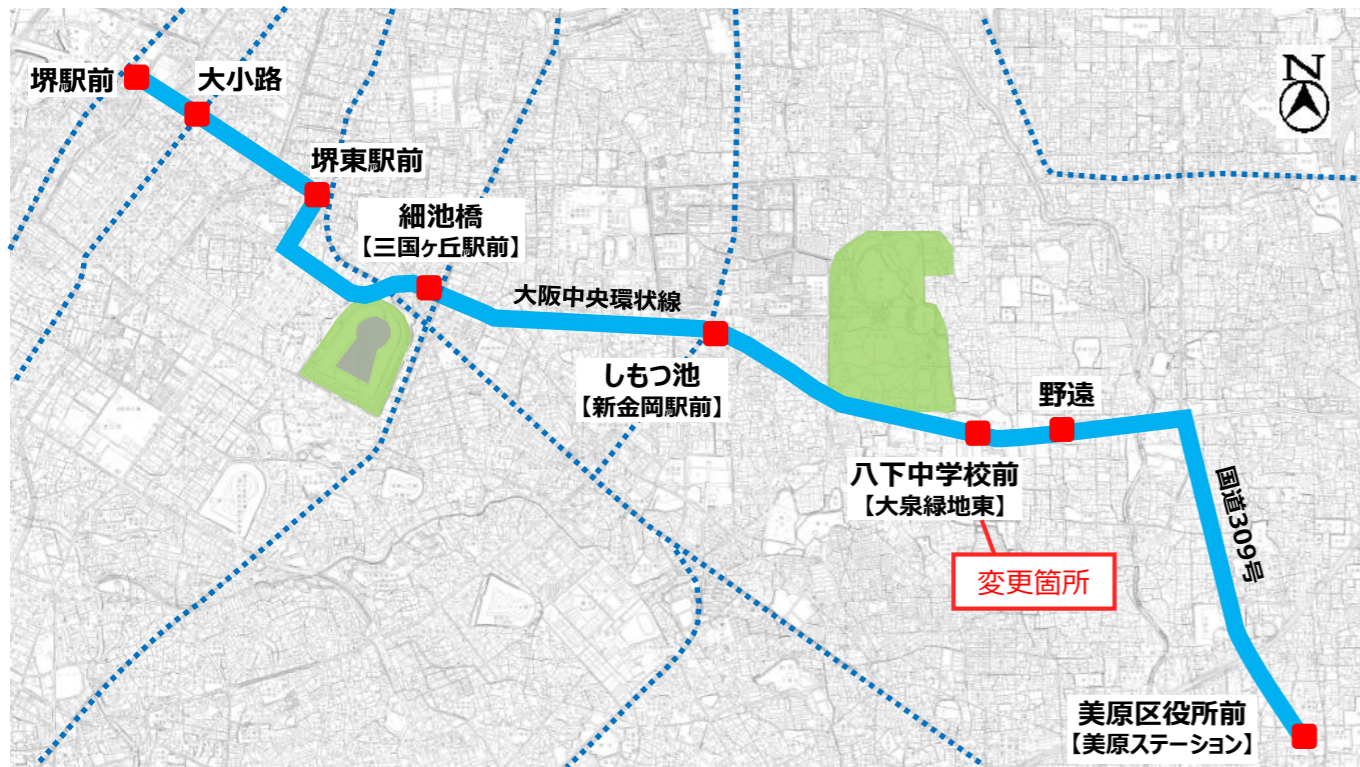 N
堺駅前
大小路
堺東駅前
細池橋
【三国ヶ丘駅前】
大阪中央環状線
しもつ池
【新金岡駅前】
野遠
八下中学校前
【大泉緑地東】
変更箇所
国道309号
美原区役所前
【美原ステーション】